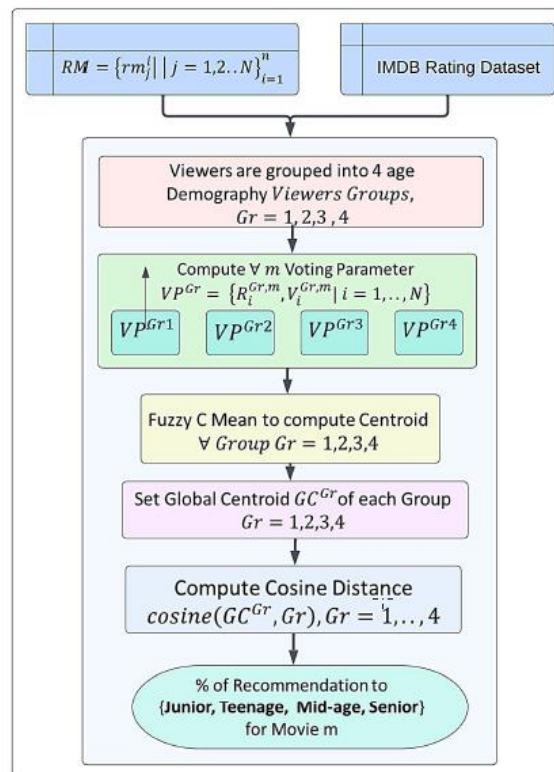 RM = {rm_j^i | | j = 1,2..N}_{i=1}^n
IMDB Rating Dataset
Viewers are grouped into 4 age
Demography Viewers Groups,
Gr = 1,2,3 ,4
Compute ∀ m Voting Parameter
VP^{Gr} = {R_i^{Gr,m}, V_i^{Gr,m} | i = 1,..,N}
VP^{Gr1} VP^{Gr2} VP^{Gr3} VP^{Gr4}
Fuzzy C Mean to compute Centroid
∀ Group Gr = 1,2,3,4
Set Global Centroid GC^{Gr} of each Group
Gr = 1,2,3,4
Compute Cosine Distance
cosine(GC^{Gr}, Gr), Gr = 1,..,4
% of Recommendation to
{Junior, Teenage, Mid-age, Senior}
for Movie m